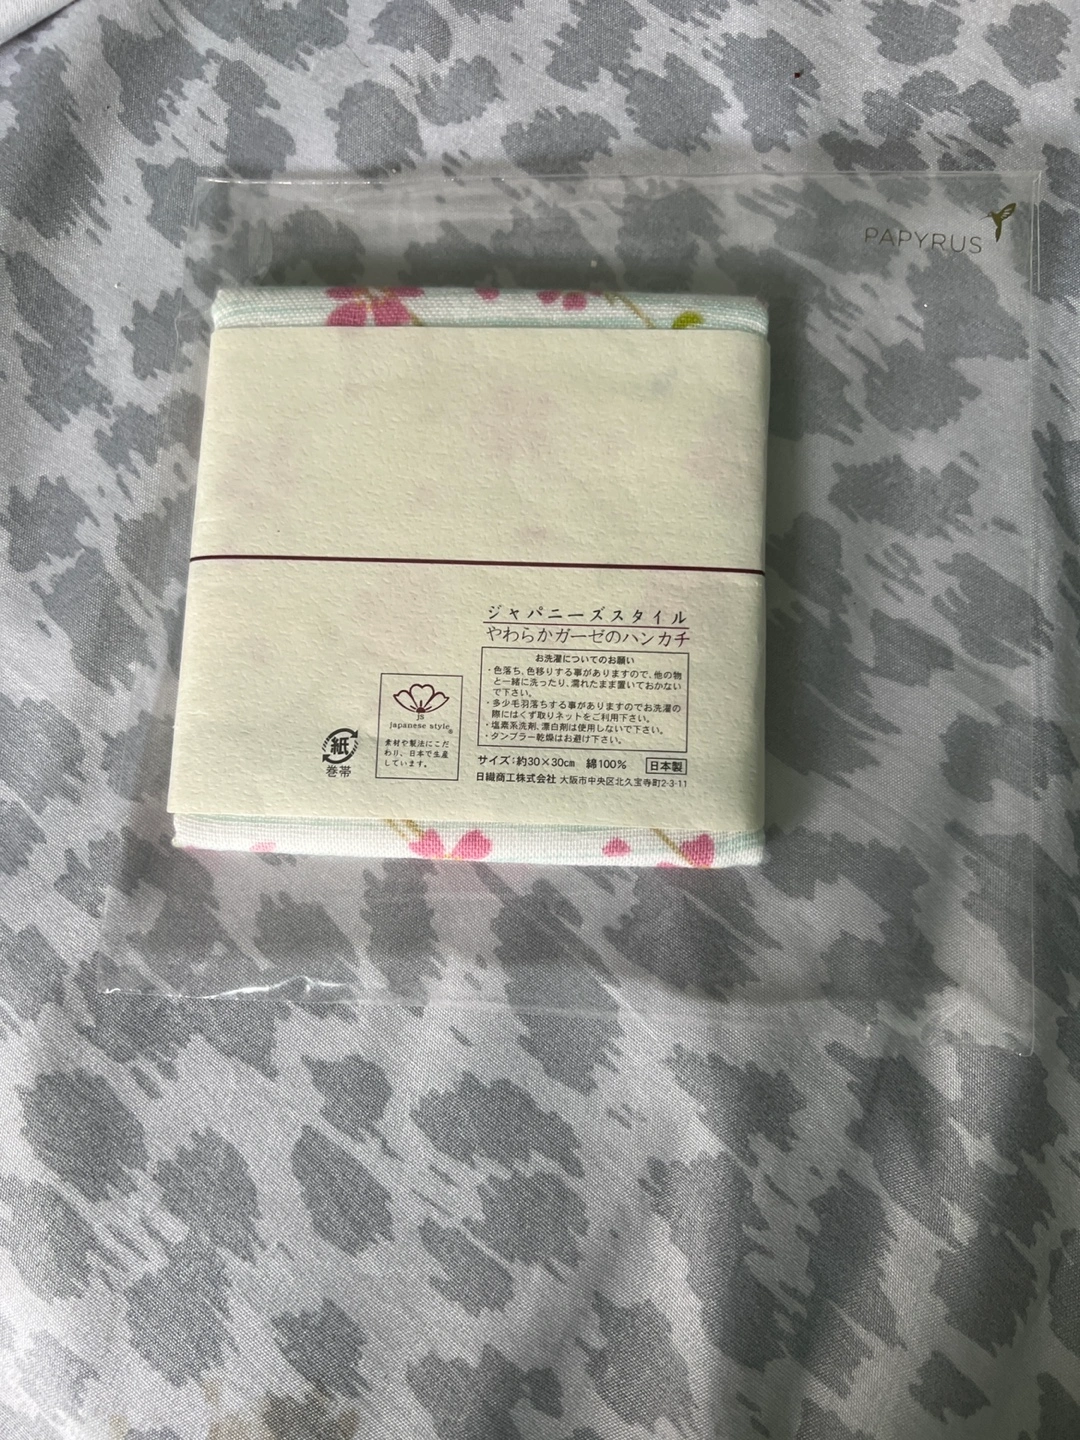 PAPYRUS
ジャパニーズスタイル
やわらかガーゼのハンカチ
お洗濯についてのお願い
・色落ち、色移りする事がありますので、他の物
と一緒に洗ったり、濡れたまま置いておかない
で下さい。
・多少毛羽落ちする事がありますのでお洗濯の
際にはくず取りネットをご利用下さい。
・塩素系洗剤、漂白剤は使用しないで下さい。
・タンブラー乾燥はお避け下さい。
JS
japanese style®
素材や製法にこだ
わり、日本で生産
しています。
紙
巻帯
サイズ:約30×30cm 綿100% 日本製
日繊商工株式会社 大阪市中央区北久宝寺町2-3-11